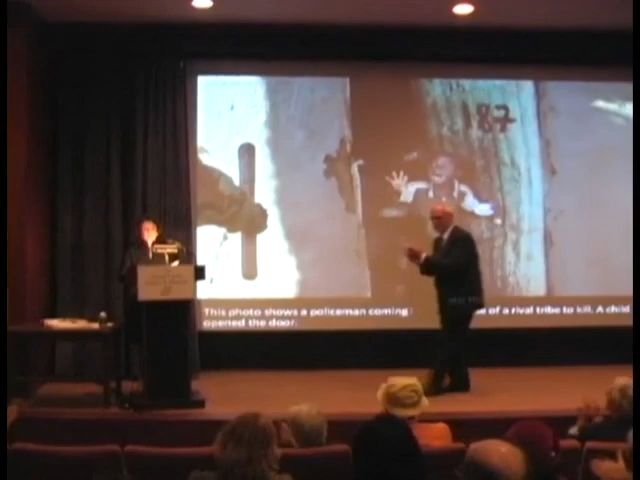 187
This photo shows a policeman coming e of a rival tribe to kill. A child
opened the door.